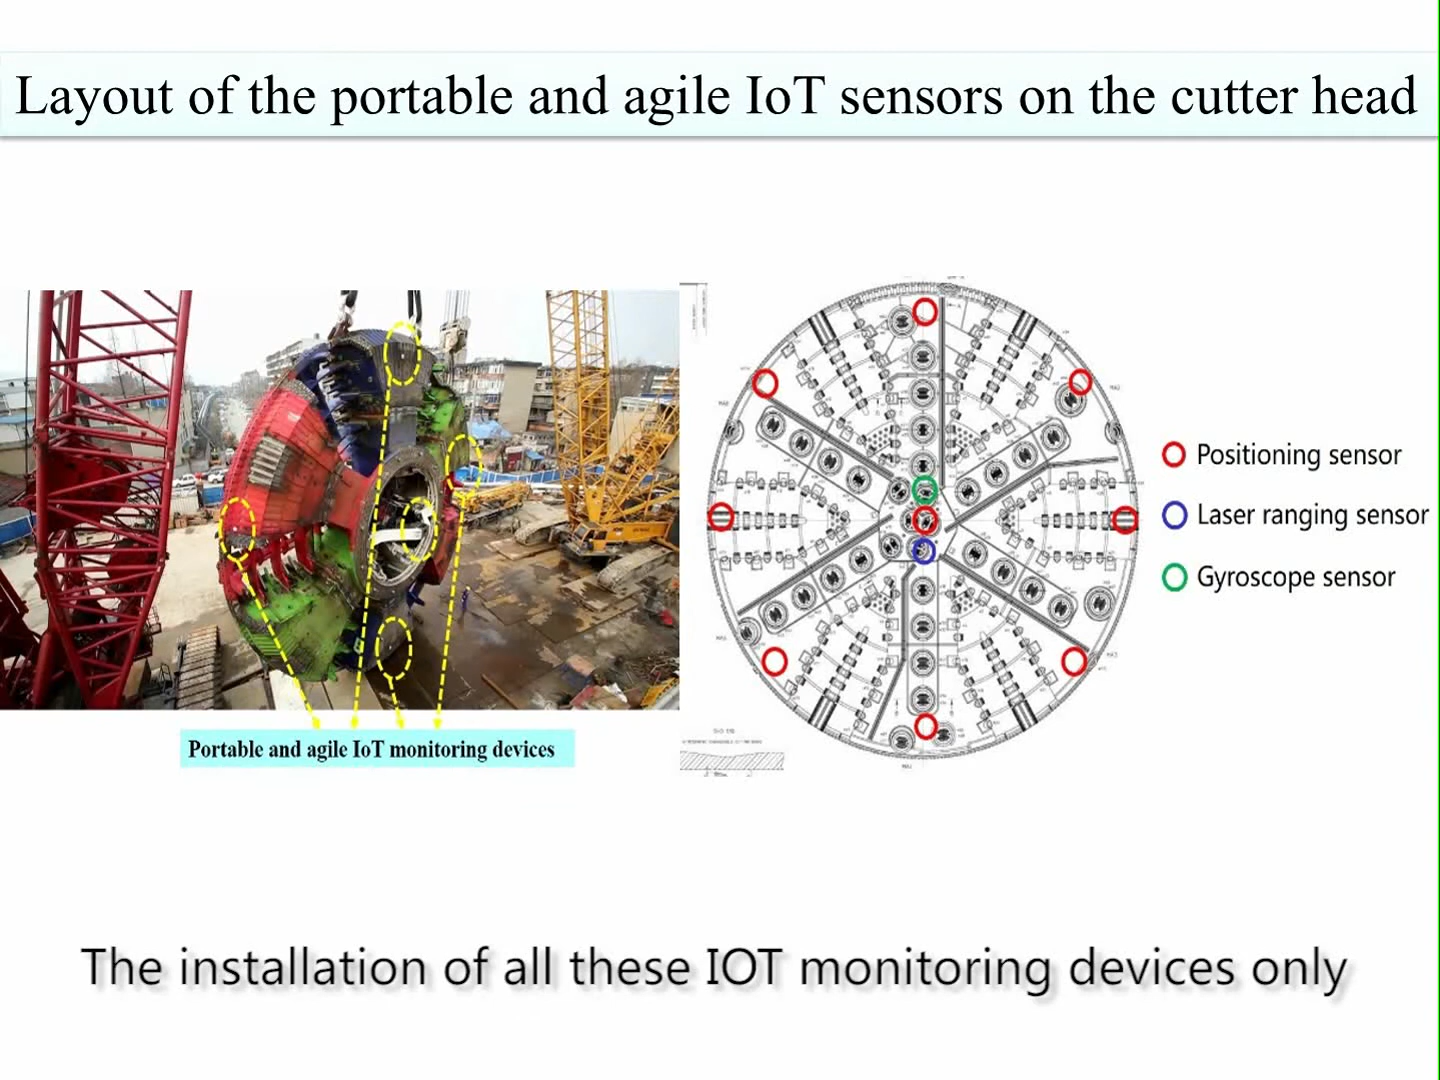 Layout of the portable and agile IoT sensors on the cutter head
Positioning sensor
Laser ranging sensor
Gyroscope sensor
Portable and agile IoT monitoring devices
The installation of all these IOT monitoring devices only